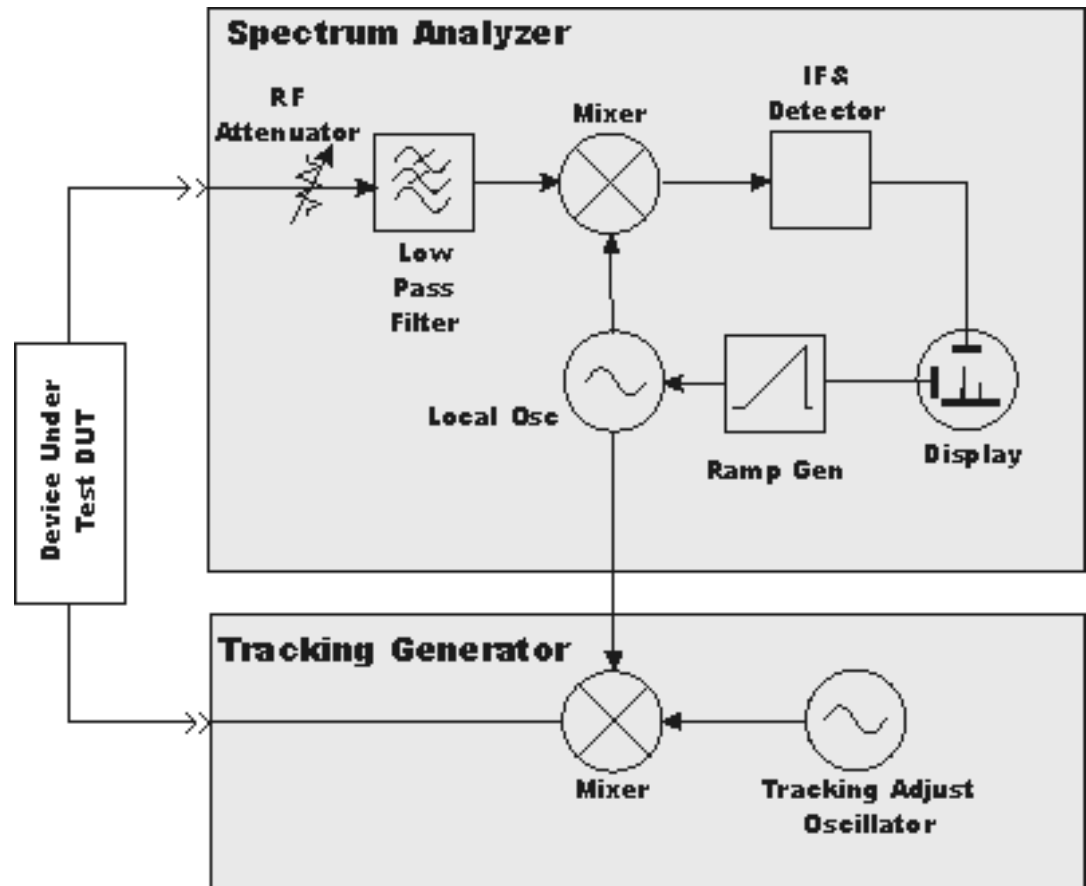 Spectrum Analyzer
RF
Attenuator
Mixer
IF&
Detector
Low
Pass
Filter
Local Osc
Ramp Gen
Display
Device Under
Test DUT
Tracking Generator
Mixer
Tracking Adjust
Oscillator